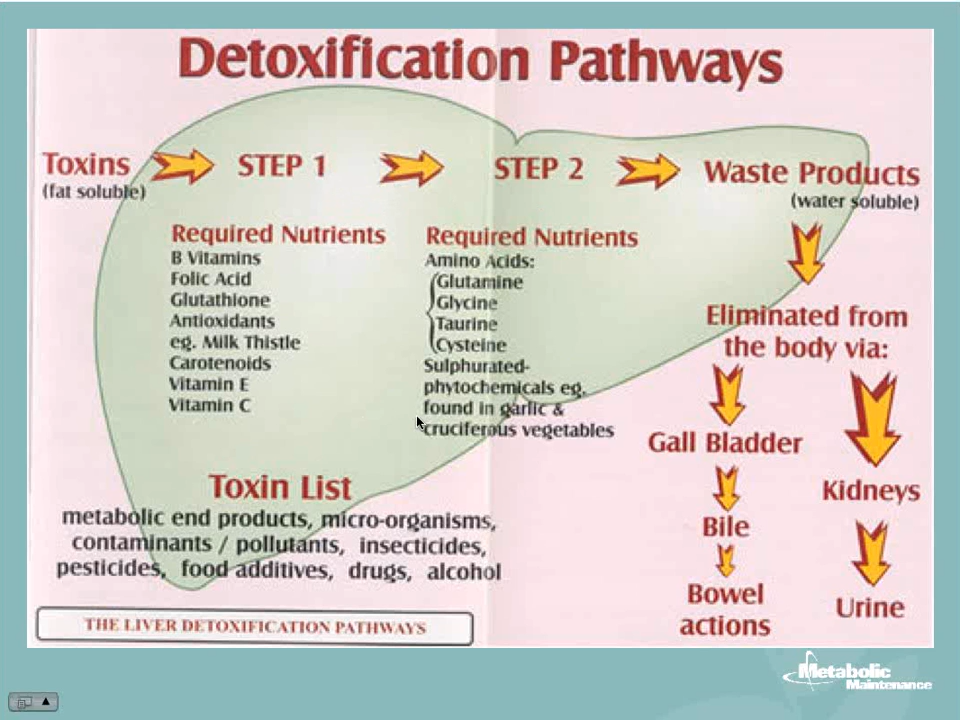 Detoxification Pathways
Toxins
(fat soluble)
STEP 1
STEP 2
Waste Products
(water soluble)
Required Nutrients
B Vitamins
Folic Acid
Glutathione
Antioxidants
eg. Milk Thistle
Carotenoids
Vitamin E
Vitamin C
Required Nutrients
Amino Acids:
Glutamine
Glycine
Taurine
Cysteine
Sulphurated-
phytochemicals eg.
found in garlic &
cruciferous vegetables
Eliminated from
the body via:
Gall Bladder
Bile
Bowel
actions
Kidneys
Urine
Toxin List
metabolic end products, micro-organisms,
contaminants / pollutants, insecticides,
pesticides, food additives, drugs, alcohol
THE LIVER DETOXIFICATION PATHWAYS
Metabolic
Maintenance